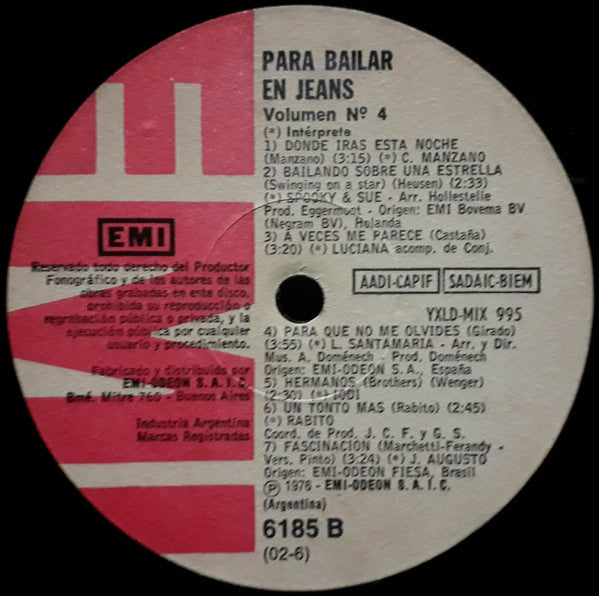 PARA BAILAR
EN JEANS
Volumen Nº 4
(*) Intérprete
1) DONDE IRAS ESTA NOCHE
(Manzano) (3:15) (*) C. MANZANO
2) BAILANDO SOBRE UNA ESTRELLA
(Swinging on a star) (Heusen) (2:33)
(*) SPOOKY & SUE - Arr. Hollestelle
Prod. Eggermont - Origen: EMI Bovema BV
(Negram BV), Holanda
3) A VECES ME PARECE (Castaña)
(3:20) (*) LUCIANA acomp. de Conj.
EMI
Reservado todo derecho del Productor
Fonográfico y de los autores de las
obras grabadas en este disco,
prohibida su reproducción o
regrabación pública o privada, y la
ejecución pública por cualquier
usuario y procedimiento.
Fabricado y distribuido por
EMI-ODEON S. A. I. C.
Bmé. Mitre 760 - Buenos Aires
Industria Argentina
Marcas Registradas
AADI-CAPIF SADAIC-BIEM
YXLD-MIX 995
4) PARA QUE NO ME OLVIDES (Girado)
(3:55) (*) L. SANTAMARIA - Arr. y Dir.
Mus. A. Doménech - Prod. Doménech
Origen: EMI-ODEON S.A., España
5) HERMANOS (Brothers) (Wenger)
(2:30) (*) IODI
6) UN TONTO MAS (Rabito) (2:45)
(*) RABITO
Coord. de Prod. J. C. F. y G. S.
7) FASCINACION (Marchetti-Ferandy -
Vers. Pinto) (3:24) (*) J. AUGUSTO
Origen: EMI-ODEON FIESA, Brasil
Ⓟ 1976 - EMI-ODEON S. A. I. C.
(Argentina)
6185 B
(02-6)